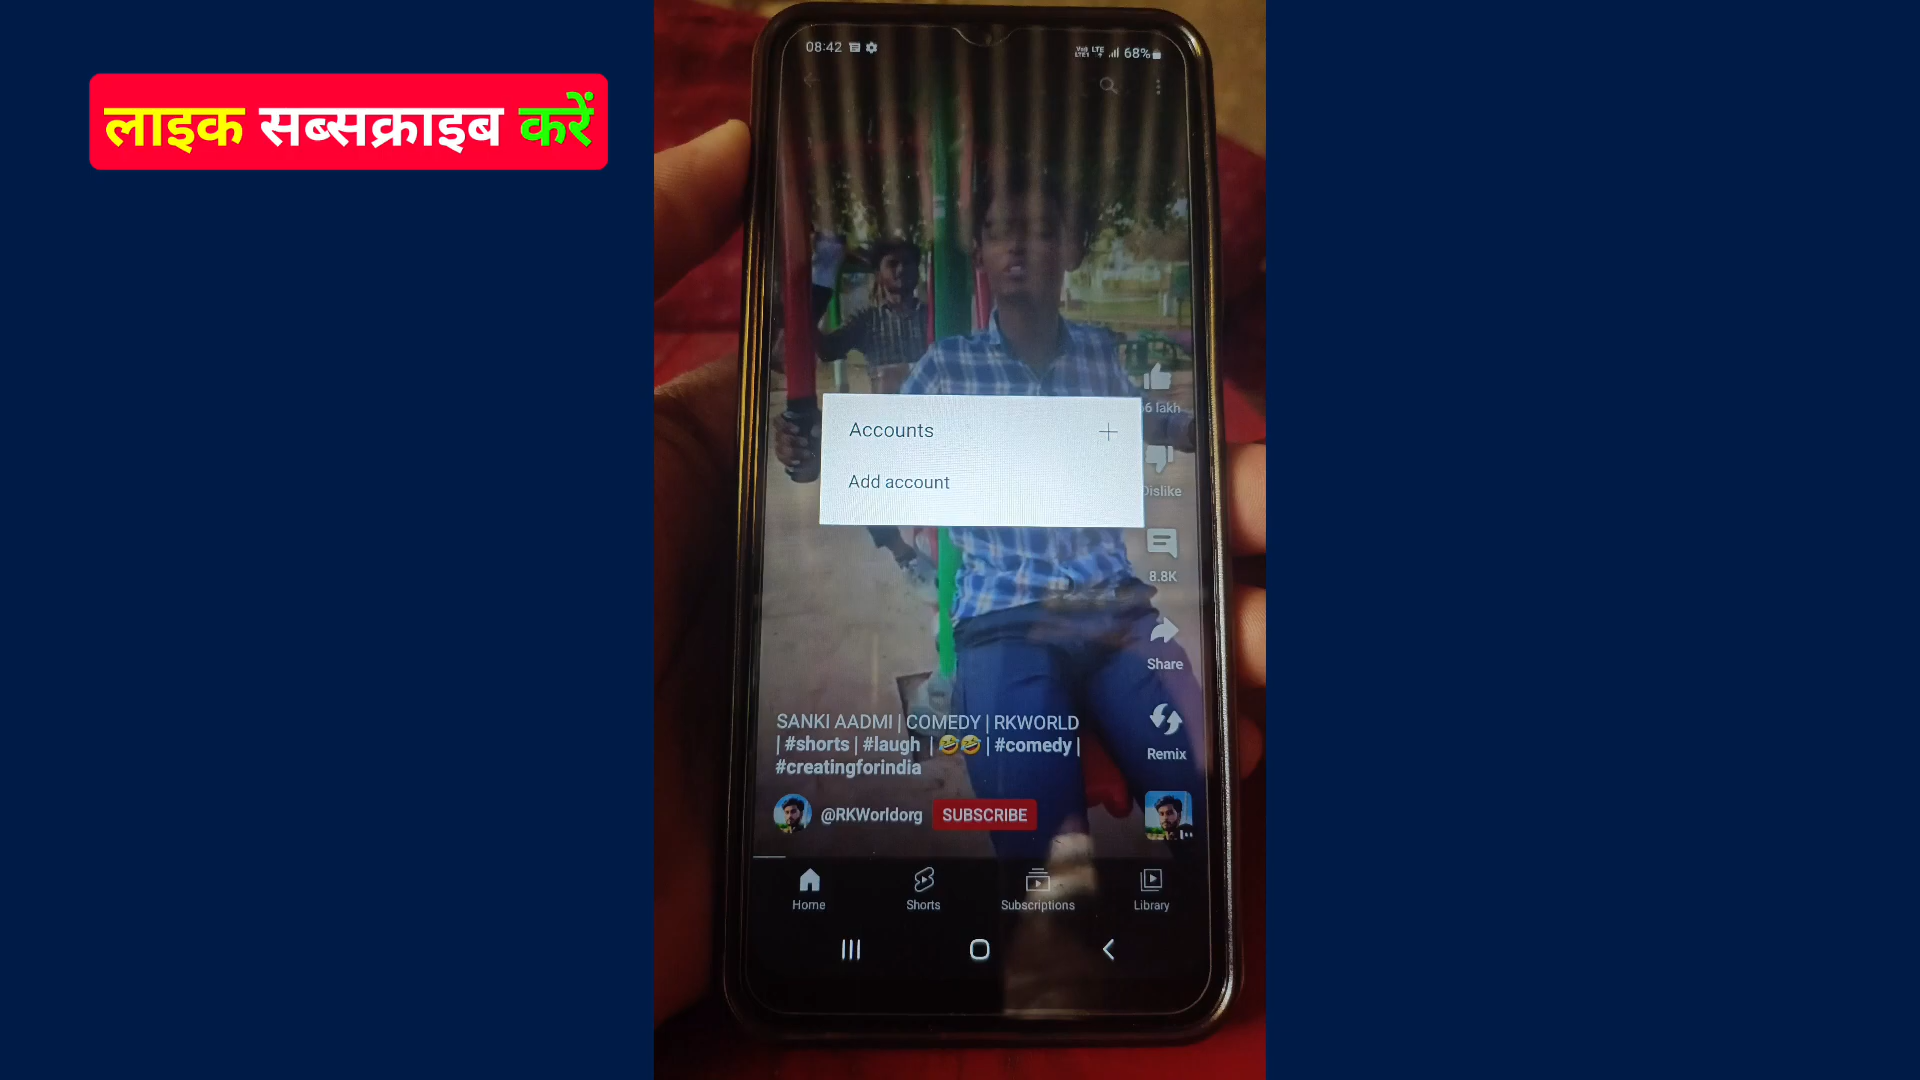 लाइक सब्सक्राइब करें
08:42
68%
Accounts
Add account
6 lakh
Dislike
8.8K
Share
Remix
SANKI AADMI | COMEDY | RKWORLD
| #shorts | #laugh | 🤣🤣 | #comedy |
#creatingforindia
@RKWorldorg SUBSCRIBE
Home Shorts Subscriptions Library